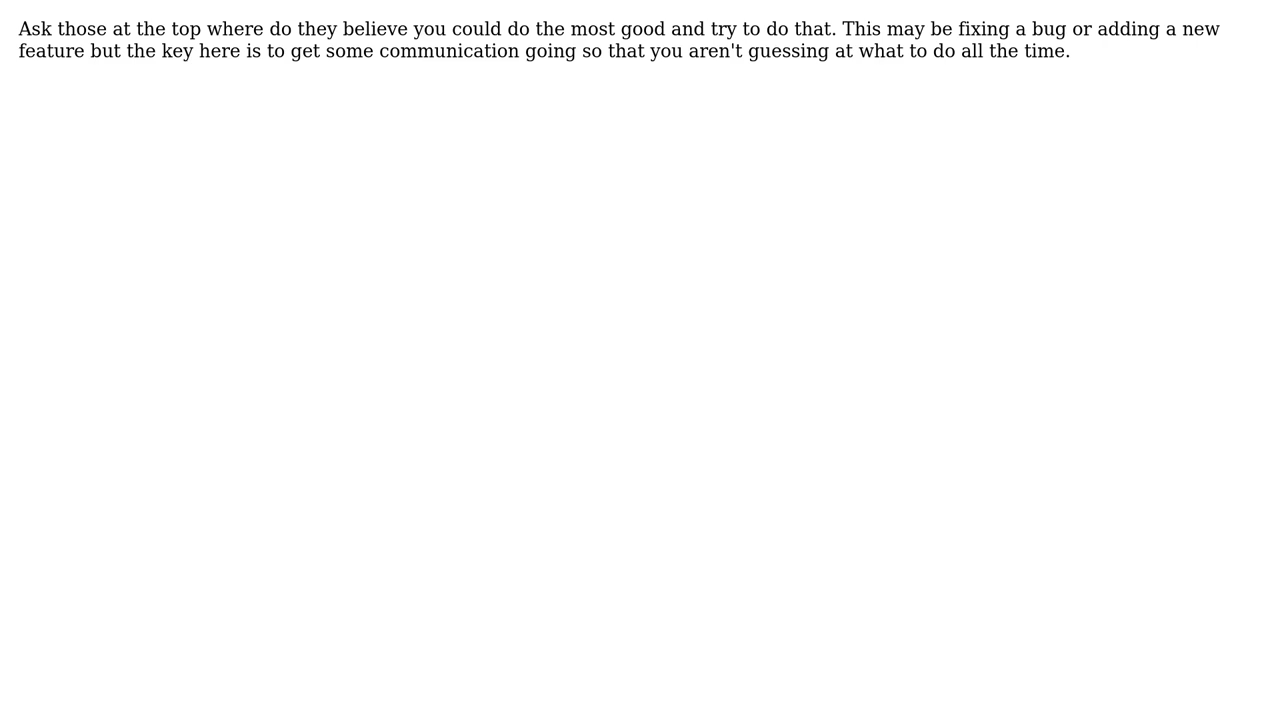 Ask those at the top where do they believe you could do the most good and try to do that. This may be fixing a bug or adding a new
feature but the key here is to get some communication going so that you aren't guessing at what to do all the time.